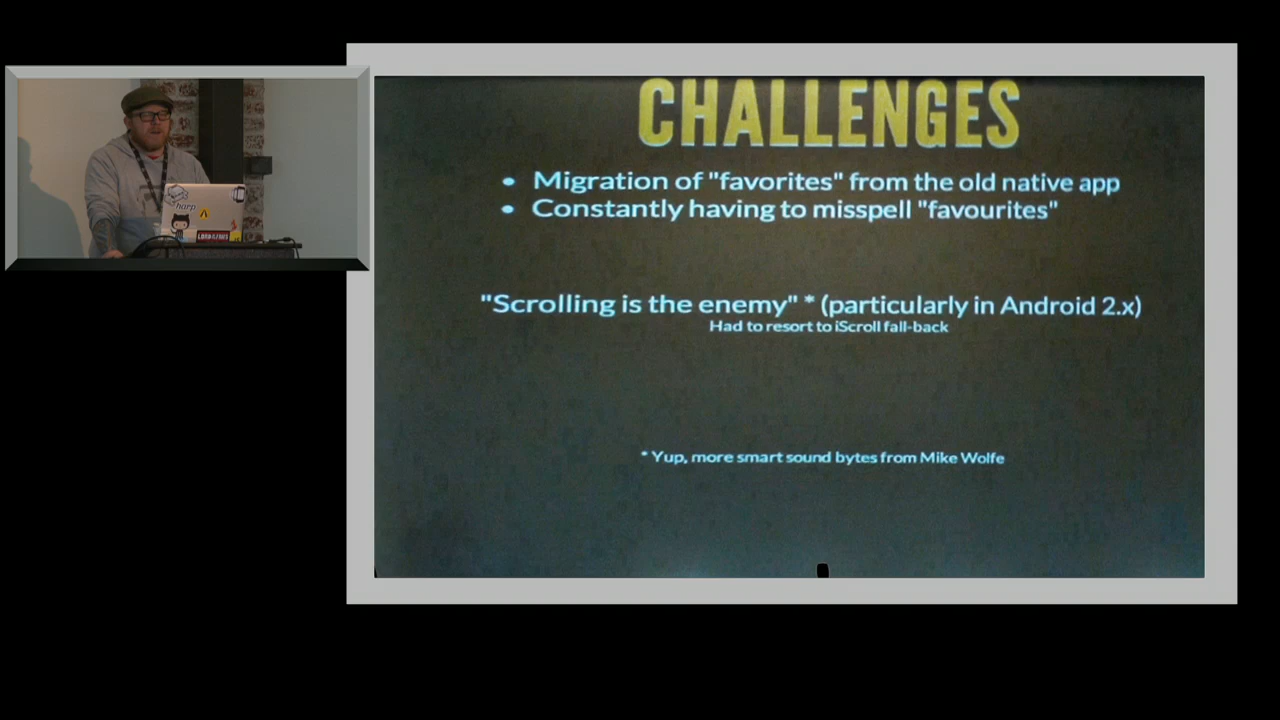 CHALLENGES
• Migration of "favorites" from the old native app
• Constantly having to misspell "favourites"
"Scrolling is the enemy" * (particularly in Android 2.x)
Had to resort to iScroll fall-back
* Yup, more smart sound bytes from Mike Wolfe
harp